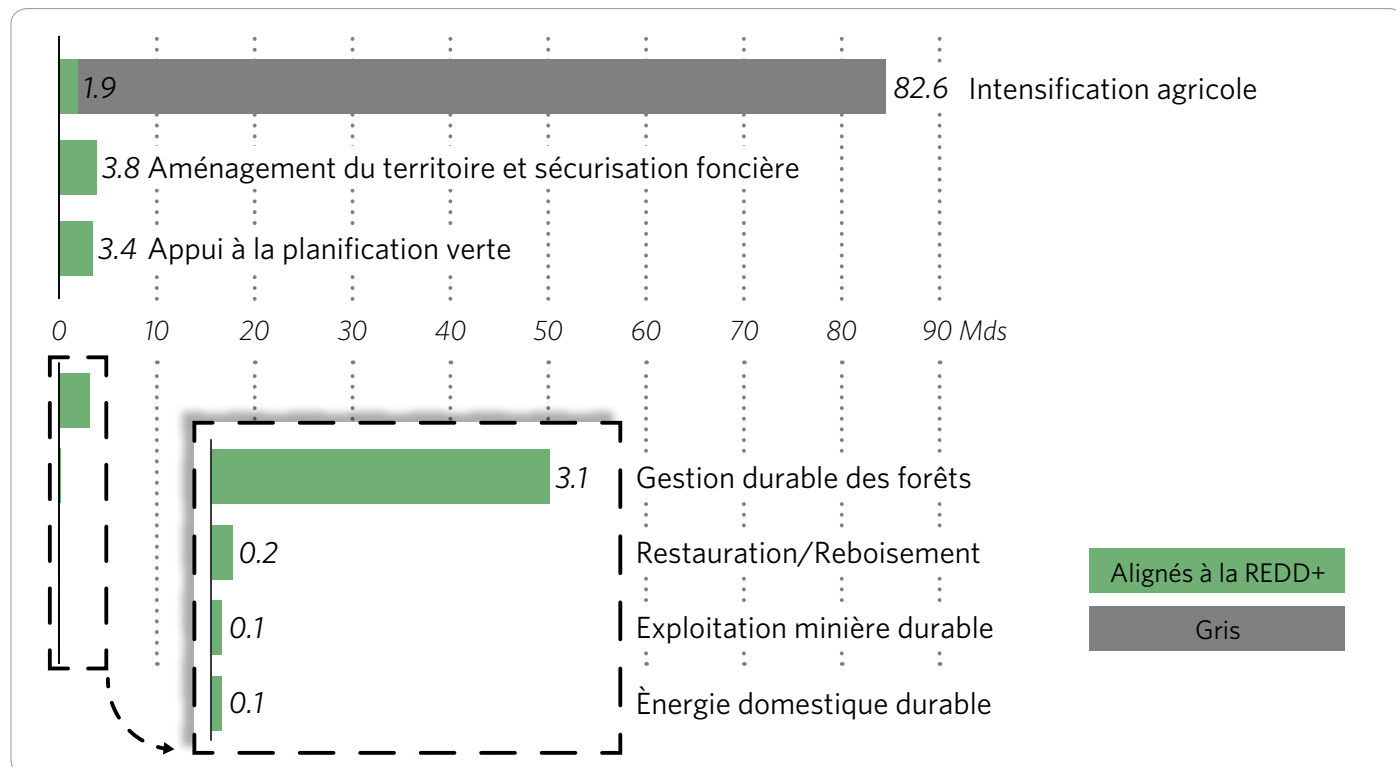 1.9 82.6 Intensification agricole
3.8 Aménagement du territoire et sécurisation foncière
3.4 Appui à la planification verte
0 10 20 30 40 50 60 70 80 90 Mds
3.1 Gestion durable des forêts
0.2 Restauration/Reboisement
0.1 Exploitation minière durable
0.1 Ènergie domestique durable
Alignés à la REDD+
Gris